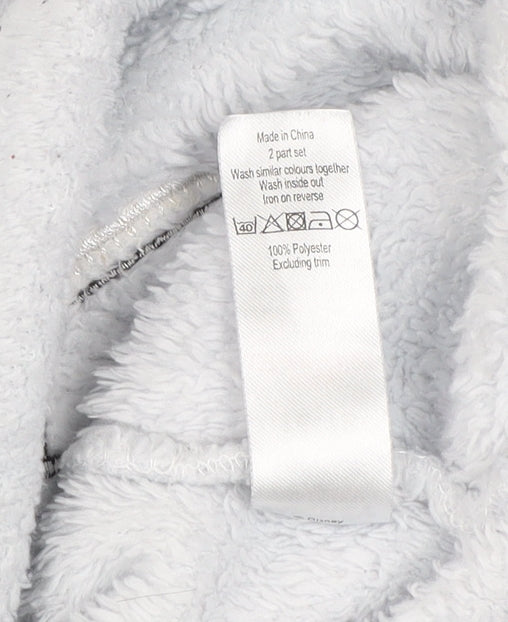 Made in China
2 part set
Wash similar colours together
Wash inside out
Iron on reverse
40
100% Polyester
Excluding trim
Disney